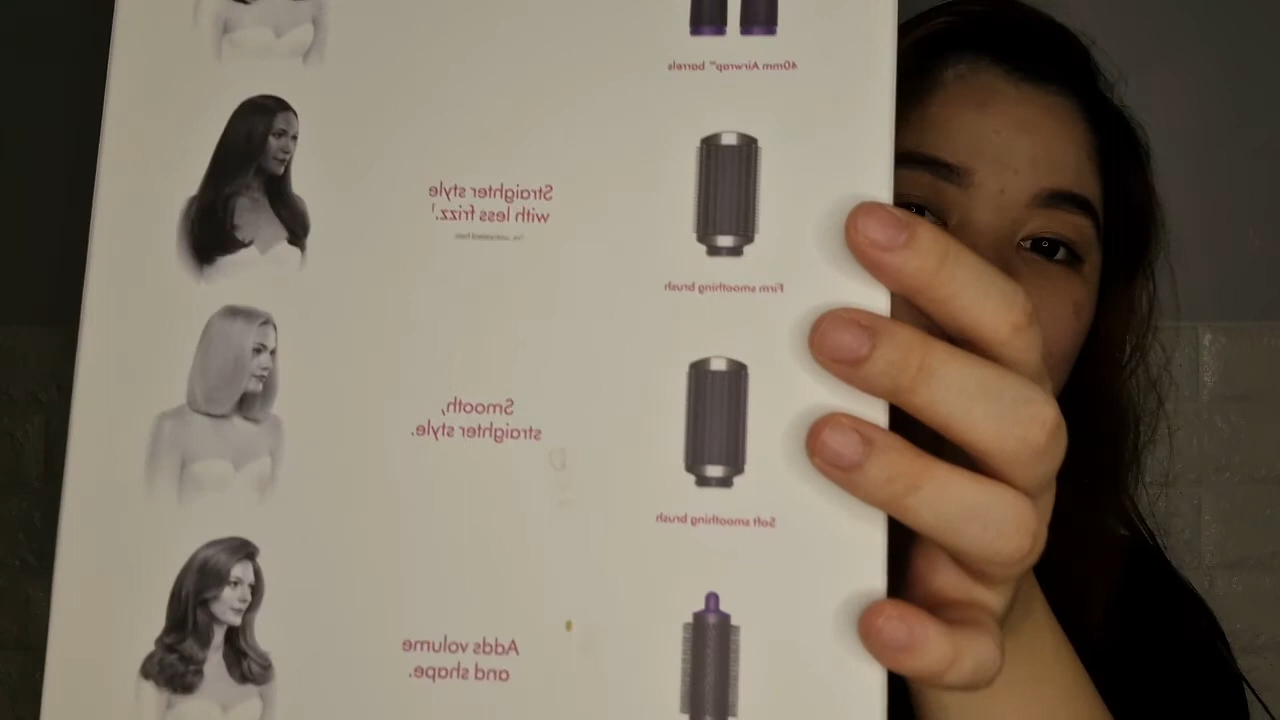 40mm Airwrap™ barrels
Straighter style
with less frizz.¹
Firm smoothing brush
Smooth,
straighter style.
Soft smoothing brush
Adds volume
and shape.